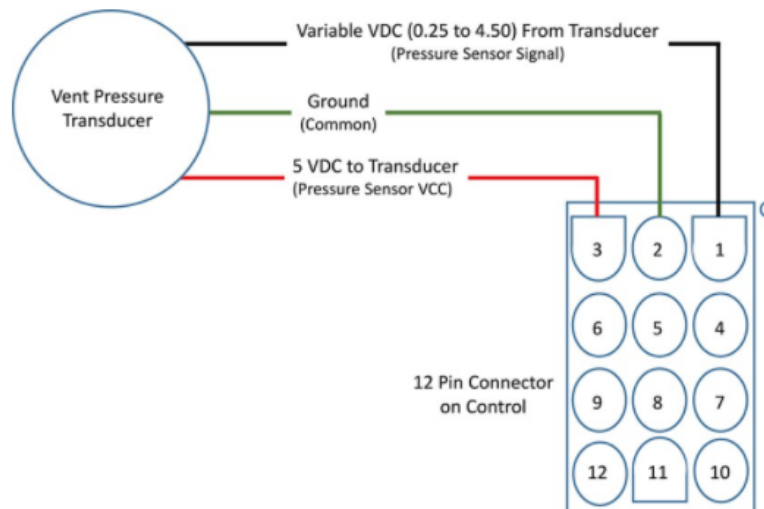 Variable VDC (0.25 to 4.50) From Transducer
(Pressure Sensor Signal)
Vent Pressure
Transducer
Ground
(Common)
5 VDC to Transducer
(Pressure Sensor VCC)
3 2 1
6 5 4
12 Pin Connector
on Control
9 8 7
12 11 10